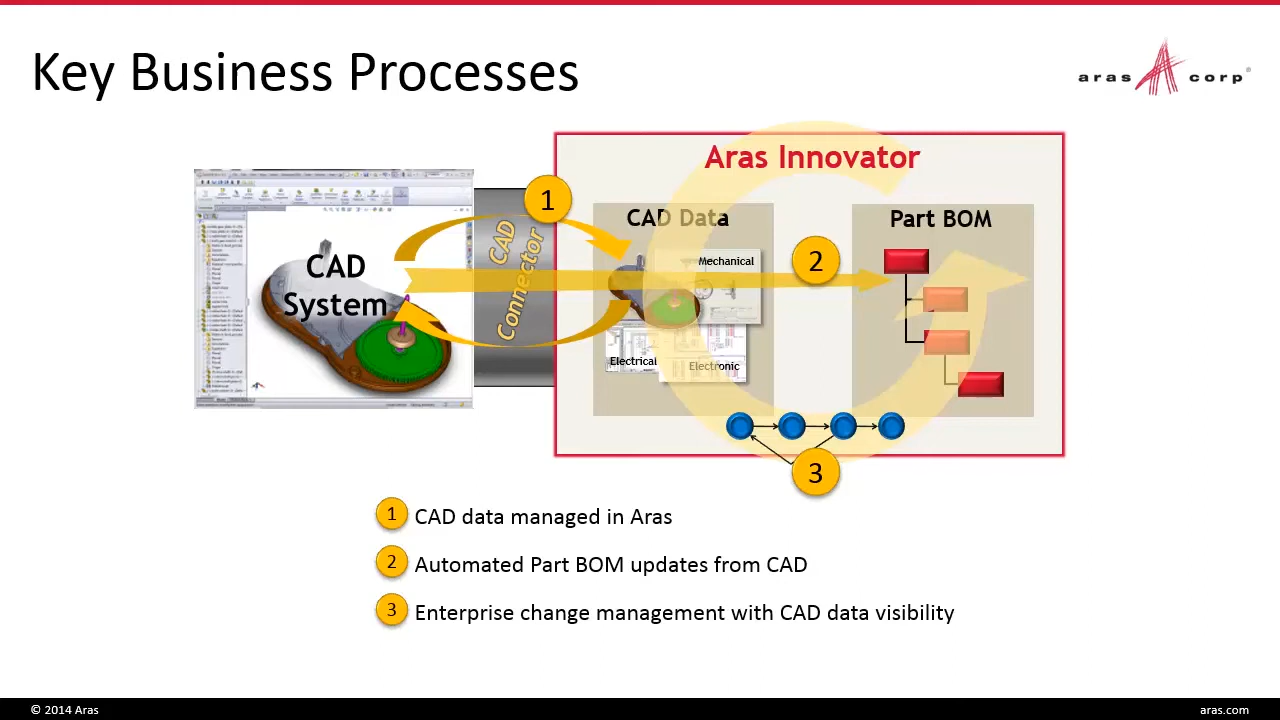 Key Business Processes
aras corp®
Aras Innovator
1
CAD Data
Part BOM
CAD
System
CAD
Connector
Mechanical
2
Electrical
Electronic
3
1 CAD data managed in Aras
2 Automated Part BOM updates from CAD
3 Enterprise change management with CAD data visibility
© 2014 Aras
aras.com